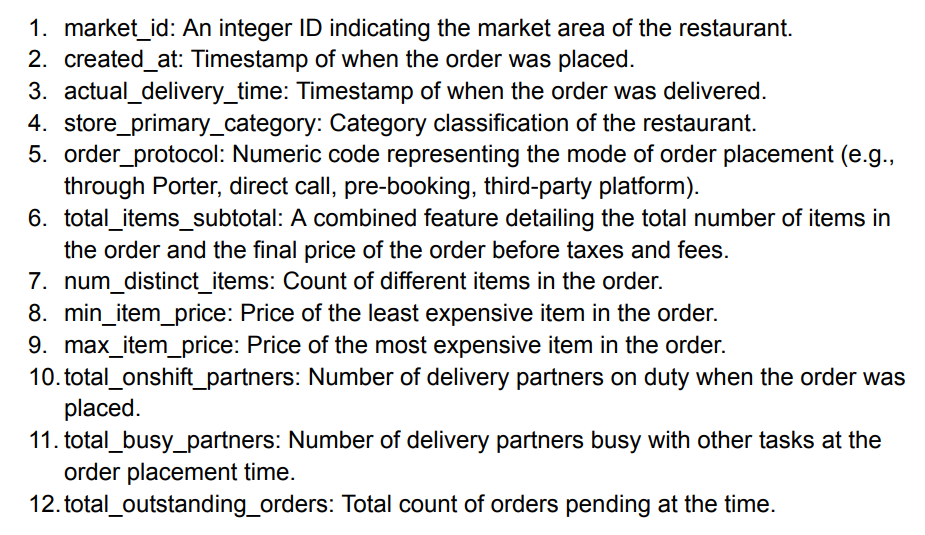 1. market_id: An integer ID indicating the market area of the restaurant.
2. created_at: Timestamp of when the order was placed.
3. actual_delivery_time: Timestamp of when the order was delivered.
4. store_primary_category: Category classification of the restaurant.
5. order_protocol: Numeric code representing the mode of order placement (e.g.,
through Porter, direct call, pre-booking, third-party platform).
6. total_items_subtotal: A combined feature detailing the total number of items in
the order and the final price of the order before taxes and fees.
7. num_distinct_items: Count of different items in the order.
8. min_item_price: Price of the least expensive item in the order.
9. max_item_price: Price of the most expensive item in the order.
10. total_onshift_partners: Number of delivery partners on duty when the order was
placed.
11. total_busy_partners: Number of delivery partners busy with other tasks at the
order placement time.
12. total_outstanding_orders: Total count of orders pending at the time.